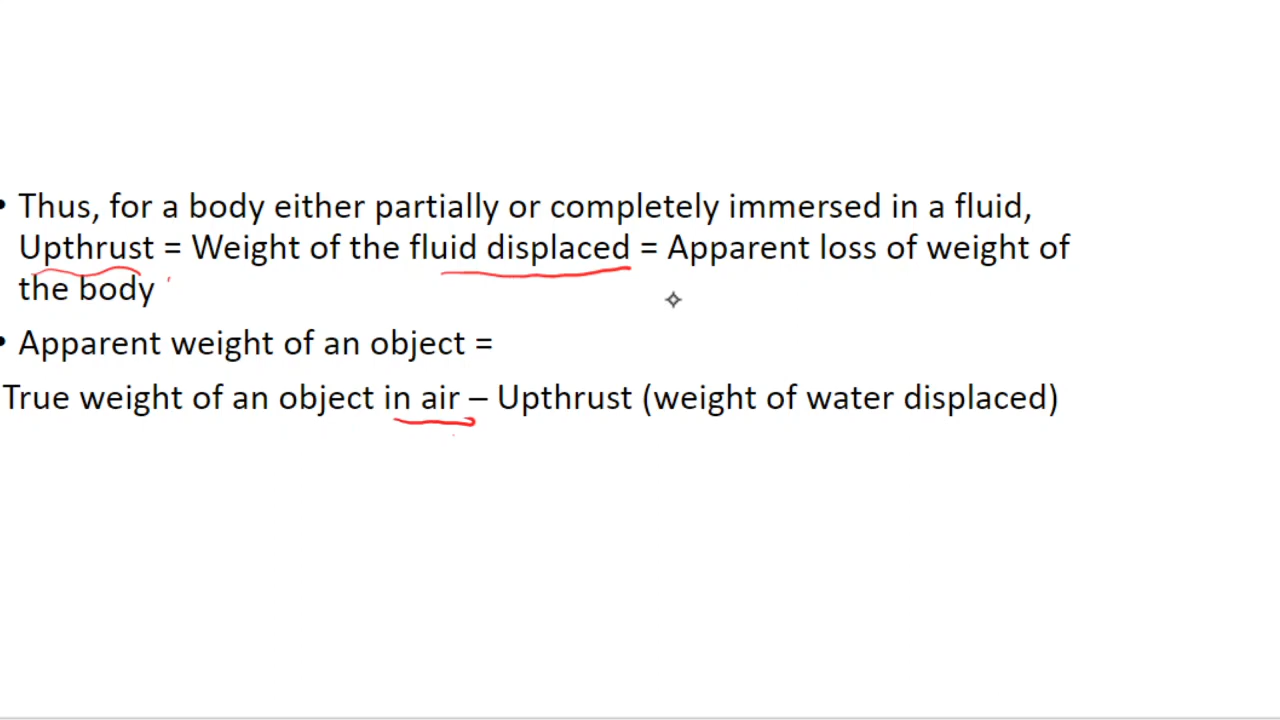 • Thus, for a body either partially or completely immersed in a fluid,
Upthrust = Weight of the fluid displaced = Apparent loss of weight of
the body
• Apparent weight of an object =
True weight of an object in air – Upthrust (weight of water displaced)